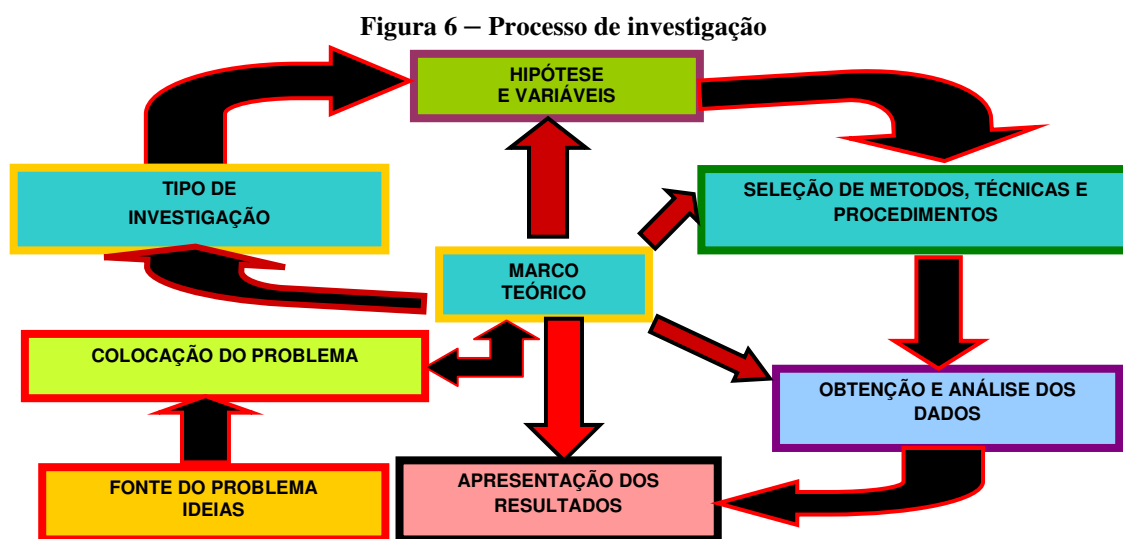 Figura 6 – Processo de investigação
HIPÓTESE
E VARIÁVEIS
TIPO DE
INVESTIGAÇÃO
SELEÇÃO DE METODOS, TÉCNICAS E
PROCEDIMENTOS
MARCO
TEÓRICO
COLOCAÇÃO DO PROBLEMA
OBTENÇÃO E ANÁLISE DOS
DADOS
FONTE DO PROBLEMA
IDEIAS
APRESENTAÇÃO DOS
RESULTADOS